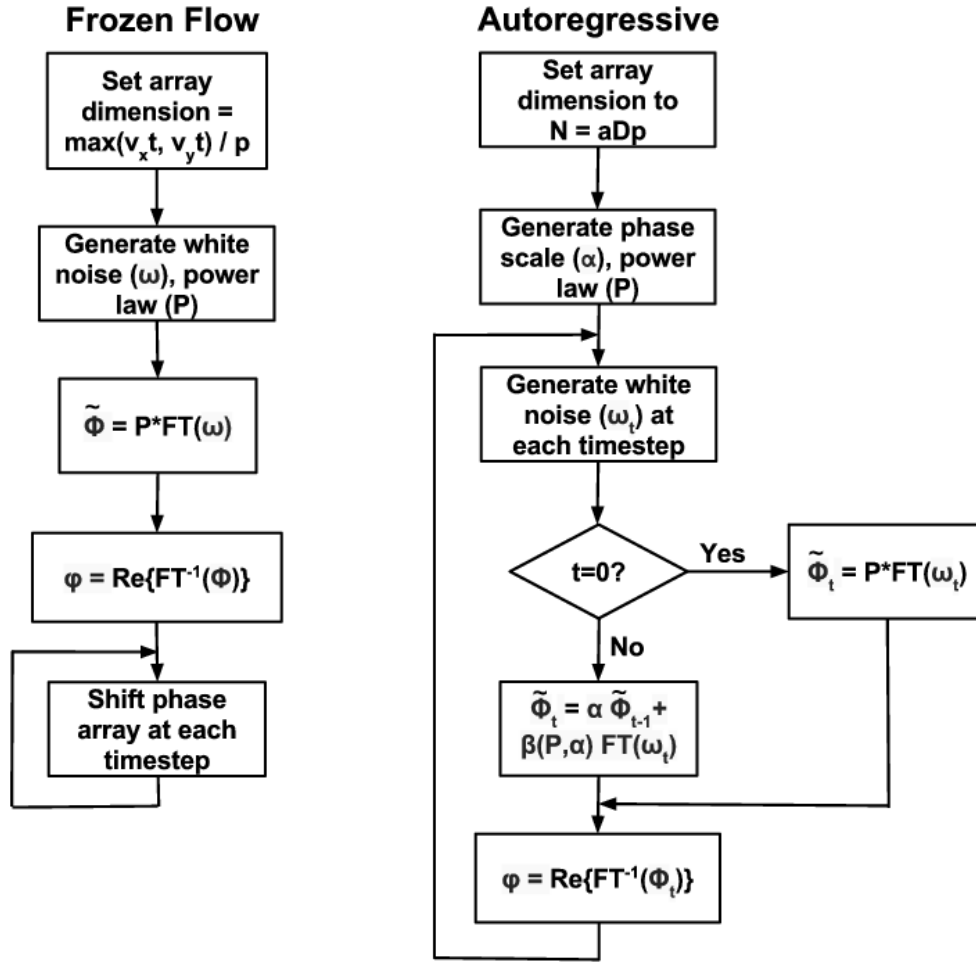 Frozen Flow
Set array
dimension =
max(vₓt, v_yt) / p
Generate white
noise (ω), power
law (P)
Φ̃ = P*FT(ω)
φ = Re{FT⁻¹(Φ)}
Shift phase
array at each
timestep
Autoregressive
Set array
dimension to
N = aDp
Generate phase
scale (α), power
law (P)
Generate white
noise (ωₜ) at
each timestep
t=0?
Yes
Φ̃ₜ = P*FT(ωₜ)
No
Φ̃ₜ = α Φ̃ₜ₋₁+
β(P,α) FT(ωₜ)
φ = Re{FT⁻¹(Φₜ)}